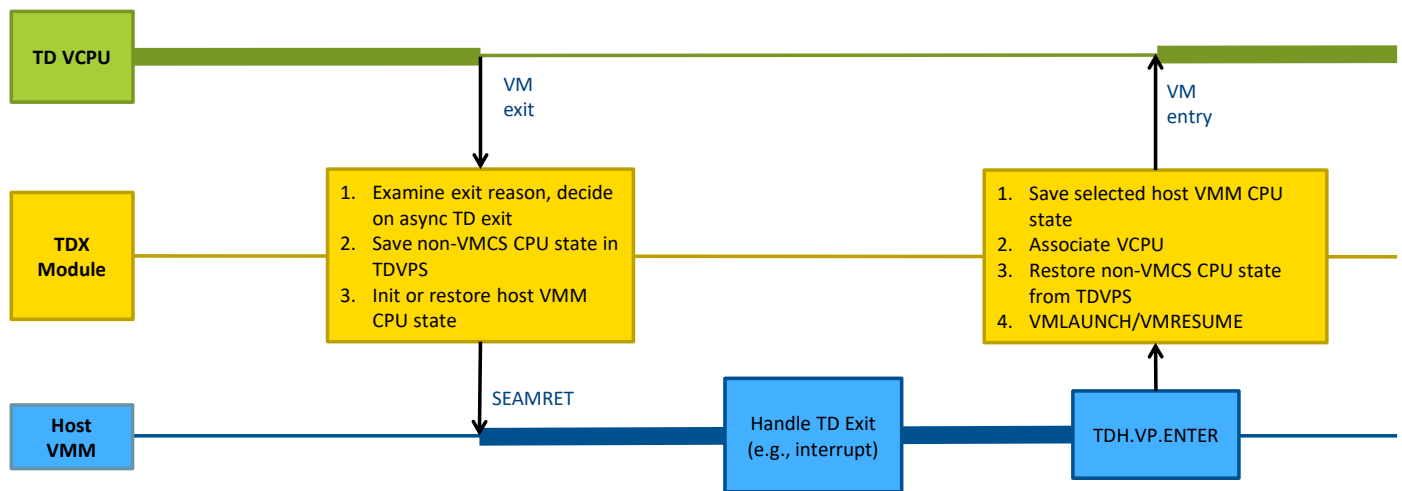 TD VCPU
VM
exit
VM
entry
TDX
Module
1. Examine exit reason, decide
on async TD exit
2. Save non-VMCS CPU state in
TDVPS
3. Init or restore host VMM
CPU state
1. Save selected host VMM CPU
state
2. Associate VCPU
3. Restore non-VMCS CPU state
from TDVPS
4. VMLAUNCH/VMRESUME
SEAMRET
Host
VMM
Handle TD Exit
(e.g., interrupt)
TDH.VP.ENTER